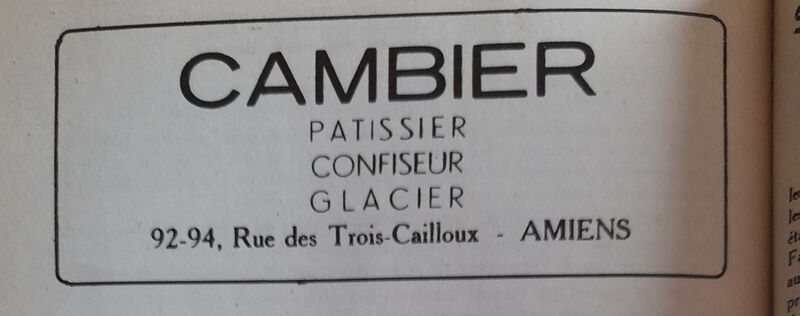 CAMBIER
PATISSIER
CONFISEUR
GLACIER
92-94, Rue des Trois-Cailloux - AMIENS